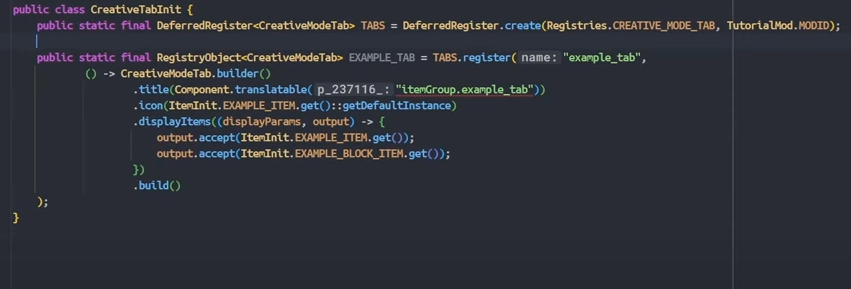 public class CreativeTabInit {
public static final DeferredRegister<CreativeModeTab> TABS = DeferredRegister.create(Registries.CREATIVE_MODE_TAB, TutorialMod.MODID);
public static final RegistryObject<CreativeModeTab> EXAMPLE_TAB = TABS.register( name: "example_tab",
() -> CreativeModeTab.builder()
.title(Component.translatable( p_237116_: "itemGroup.example_tab"))
.icon(ItemInit.EXAMPLE_ITEM.get()::getDefaultInstance)
.displayItems((displayParams, output) -> {
output.accept(ItemInit.EXAMPLE_ITEM.get());
output.accept(ItemInit.EXAMPLE_BLOCK_ITEM.get());
})
.build()
);
}